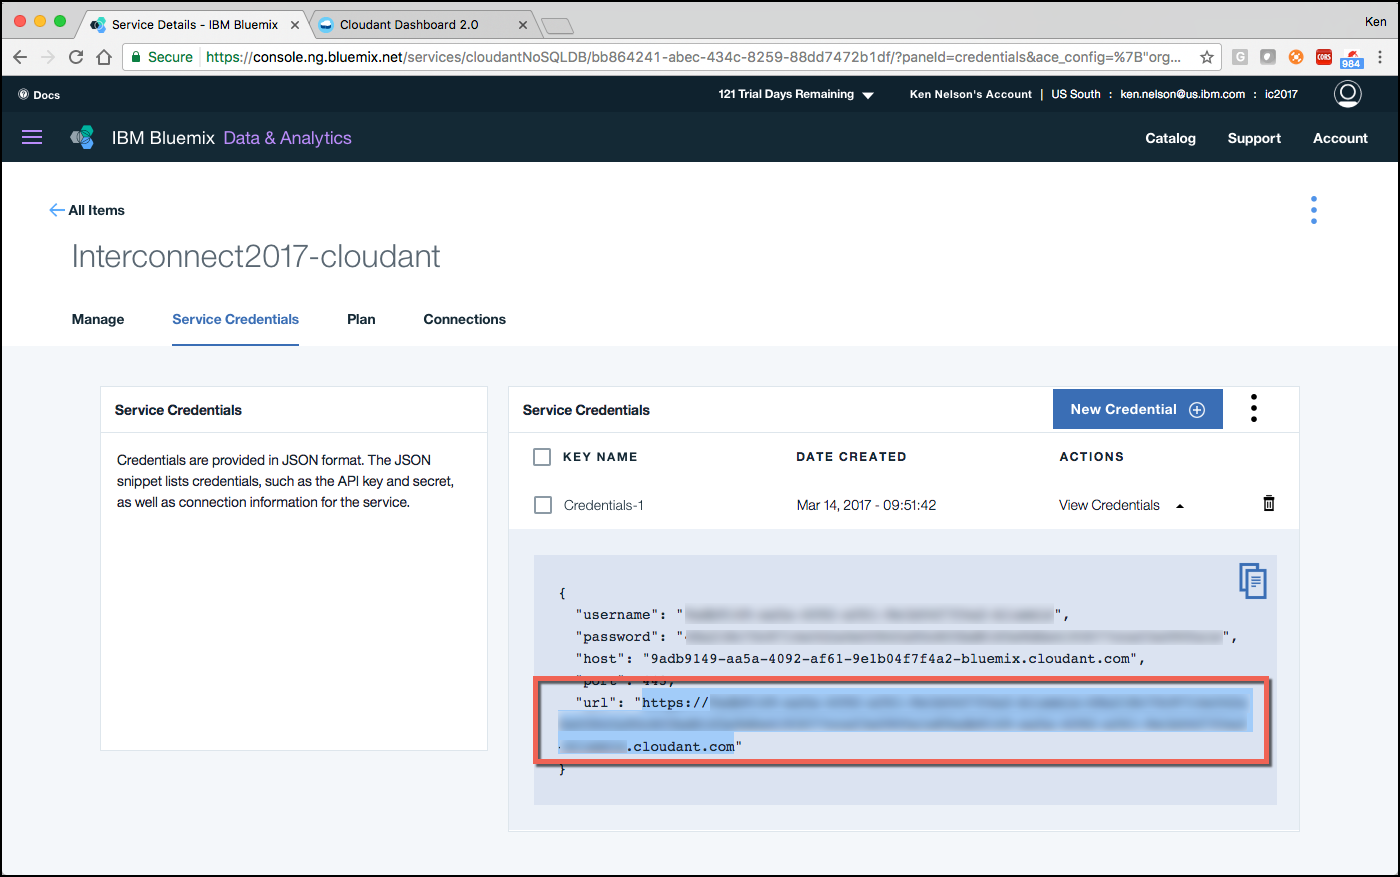 Service Details - IBM Bluemix
Cloudant Dashboard 2.0
Ken
Secure
https://console.ng.bluemix.net/services/cloudantNoSQLDB/bb864241-abec-434c-8259-88dd7472b1df/?paneId=credentials&ace_config=%7B"org...
G
CORS
984
Docs
121 Trial Days Remaining
Ken Nelson's Account | US South : ken.nelson@us.ibm.com : ic2017
IBM Bluemix Data & Analytics
Catalog
Support
Account
All Items
Interconnect2017-cloudant
Manage
Service Credentials
Plan
Connections
Service Credentials
Credentials are provided in JSON format. The JSON
snippet lists credentials, such as the API key and secret,
as well as connection information for the service.
Service Credentials
New Credential
KEY NAME
DATE CREATED
ACTIONS
Credentials-1
Mar 14, 2017 - 09:51:42
View Credentials
{
"username": "",
"password": "",
"host": "9adb9149-aa5a-4092-af61-9e1b04f7f4a2-bluemix.cloudant.com",
"port": 443,
"url": "https://
.cloudant.com"
}